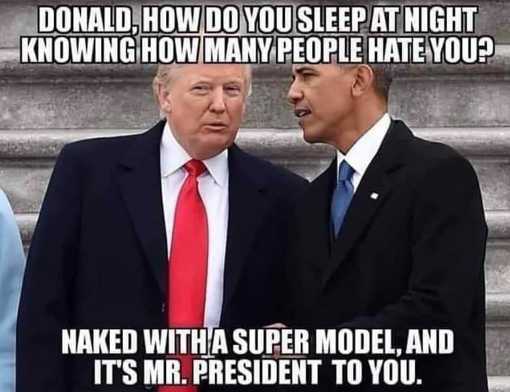 DONALD, HOW DO YOU SLEEP AT NIGHT
KNOWING HOW MANY PEOPLE HATE YOU?
NAKED WITH A SUPER MODEL, AND
IT'S MR. PRESIDENT TO YOU.